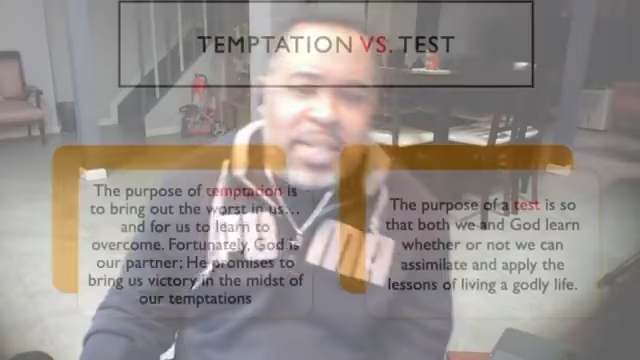 TEMPTATION VS. TEST
The purpose of temptation is
to bring out the worst in us...
and for us to learn to
overcome. Fortunately, God is
our partner; He promises to
bring us victory in the midst of
our temptations
The purpose of a test is so
that both we and God learn
whether or not we can
assimilate and apply the
lessons of living a godly life.